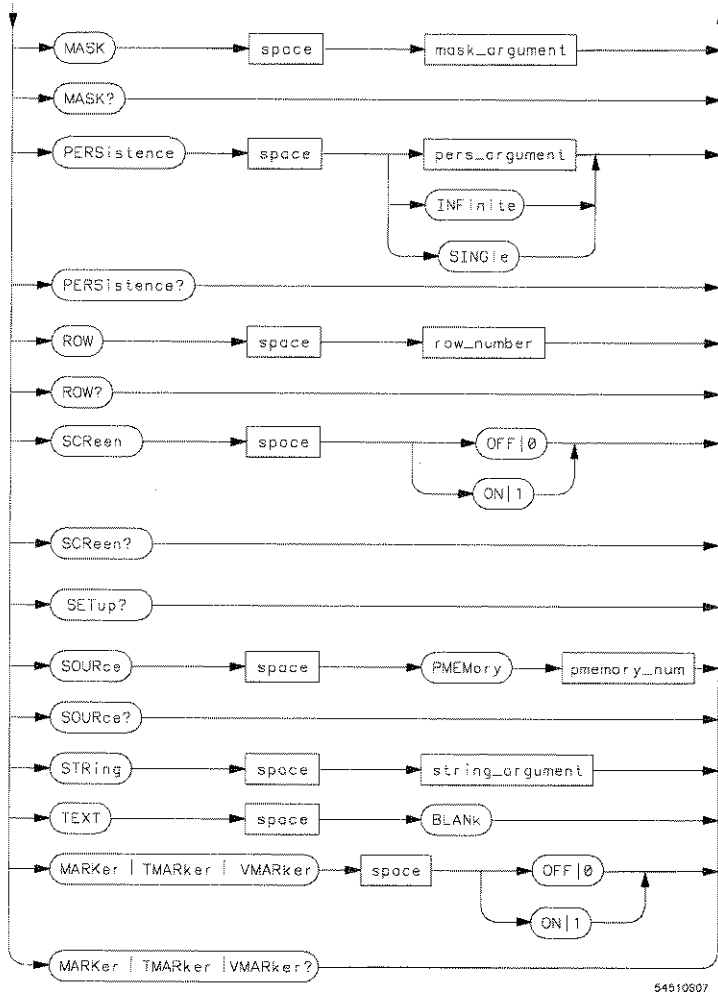 MASK space mask_argument
MASK?
PERSistence space pers_argument
INFinite
SINGle
PERSistence?
ROW space row_number
ROW?
SCReen space OFF|0
ON|1
SCReen?
SETup?
SOURce space PMEMory pmemory_num
SOURce?
STRing space string_argument
TEXT space BLANk
MARKer | TMARker | VMARker space OFF|0
ON|1
MARKer | TMARker |VMARker?
54510S07